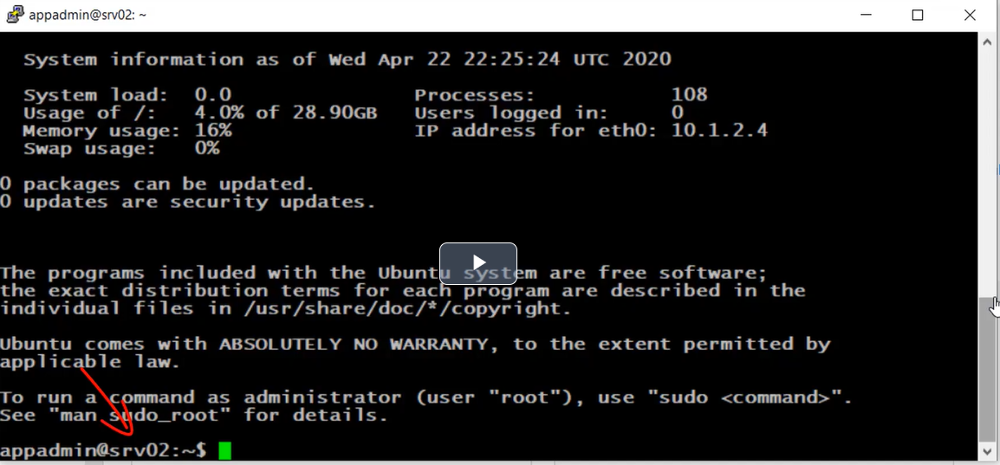 appadmin@srv02: ~
System information as of Wed Apr 22 22:25:24 UTC 2020
System load: 0.0 Processes: 108
Usage of /: 4.0% of 28.90GB Users logged in: 0
Memory usage: 16% IP address for eth0: 10.1.2.4
Swap usage: 0%
0 packages can be updated.
0 updates are security updates.
The programs included with the Ubuntu system are free software;
the exact distribution terms for each program are described in the
individual files in /usr/share/doc/*/copyright.
Ubuntu comes with ABSOLUTELY NO WARRANTY, to the extent permitted by
applicable law.
To run a command as administrator (user "root"), use "sudo <command>".
See "man sudo_root" for details.
appadmin@srv02:~$